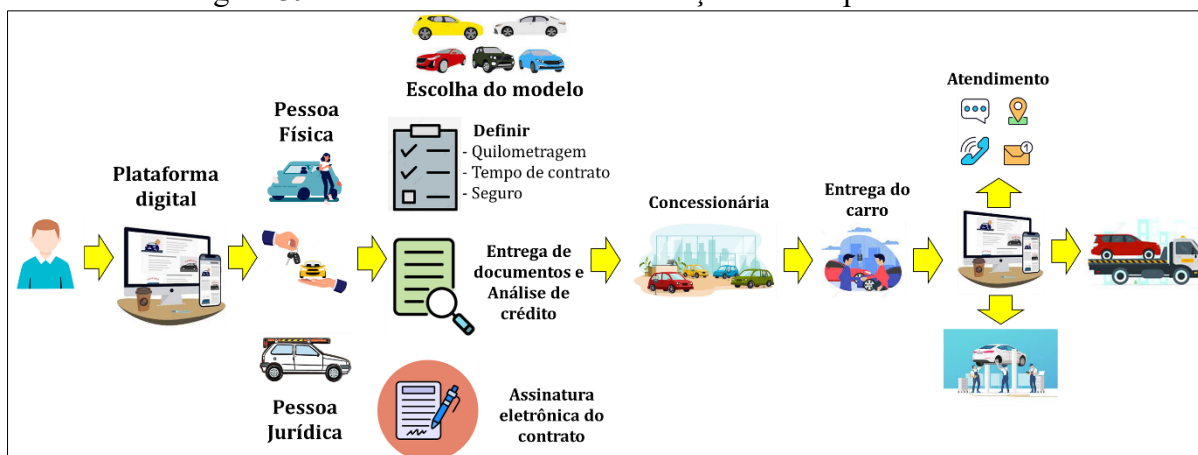 Escolha do modelo
Pessoa
Física
Definir
- Quilometragem
- Tempo de contrato
- Seguro
Plataforma
digital
Entrega de
documentos e
Análise de
crédito
Pessoa
Jurídica
Assinatura
eletrônica do
contrato
Concessionária
Entrega do
carro
Atendimento
1